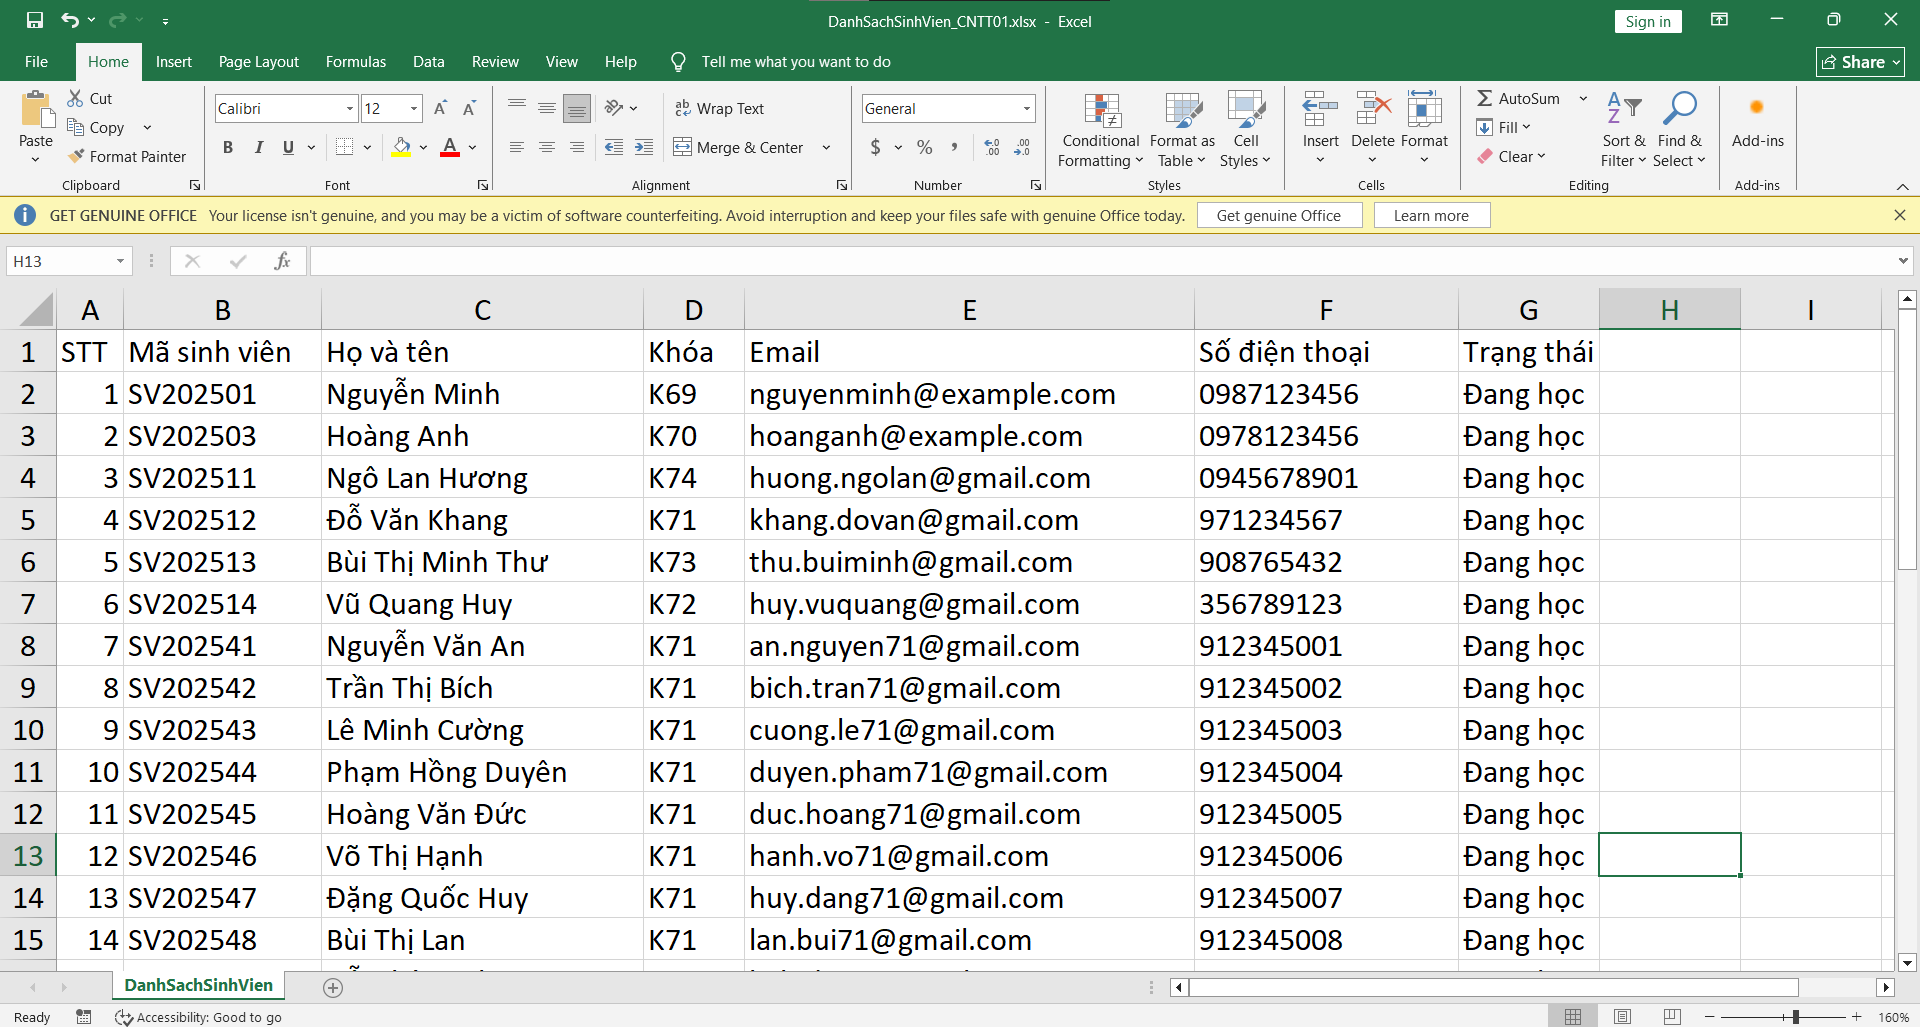 DanhSachSinhVien_CNTT01.xlsx - Excel
Sign in
File Home Insert Page Layout Formulas Data Review View Help Tell me what you want to do
Share
Paste
Cut
Copy
Format Painter
Clipboard
Calibri 12
B I U
Font
Wrap Text
Merge & Center
Alignment
General
$ % ,
Number
Conditional Formatting
Format as Table
Cell Styles
Styles
Insert Delete Format
Cells
AutoSum
Fill
Clear
Sort & Filter
Find & Select
Editing
Add-ins
Add-ins
GET GENUINE OFFICE Your license isn't genuine, and you may be a victim of software counterfeiting. Avoid interruption and keep your files safe with genuine Office today. Get genuine Office Learn more
H13 fx
A B C D E F G H I
1 STT Mã sinh viên Họ và tên Khóa Email Số điện thoại Trạng thái
2 1 SV202501 Nguyễn Minh K69 nguyenminh@example.com 0987123456 Đang học
3 2 SV202503 Hoàng Anh K70 hoanganh@example.com 0978123456 Đang học
4 3 SV202511 Ngô Lan Hương K74 huong.ngolan@gmail.com 0945678901 Đang học
5 4 SV202512 Đỗ Văn Khang K71 khang.dovan@gmail.com 971234567 Đang học
6 5 SV202513 Bùi Thị Minh Thư K73 thu.buiminh@gmail.com 908765432 Đang học
7 6 SV202514 Vũ Quang Huy K72 huy.vuquang@gmail.com 356789123 Đang học
8 7 SV202541 Nguyễn Văn An K71 an.nguyen71@gmail.com 912345001 Đang học
9 8 SV202542 Trần Thị Bích K71 bich.tran71@gmail.com 912345002 Đang học
10 9 SV202543 Lê Minh Cường K71 cuong.le71@gmail.com 912345003 Đang học
11 10 SV202544 Phạm Hồng Duyên K71 duyen.pham71@gmail.com 912345004 Đang học
12 11 SV202545 Hoàng Văn Đức K71 duc.hoang71@gmail.com 912345005 Đang học
13 12 SV202546 Võ Thị Hạnh K71 hanh.vo71@gmail.com 912345006 Đang học
14 13 SV202547 Đặng Quốc Huy K71 huy.dang71@gmail.com 912345007 Đang học
15 14 SV202548 Bùi Thị Lan K71 lan.bui71@gmail.com 912345008 Đang học
DanhSachSinhVien
Ready Accessibility: Good to go 160%